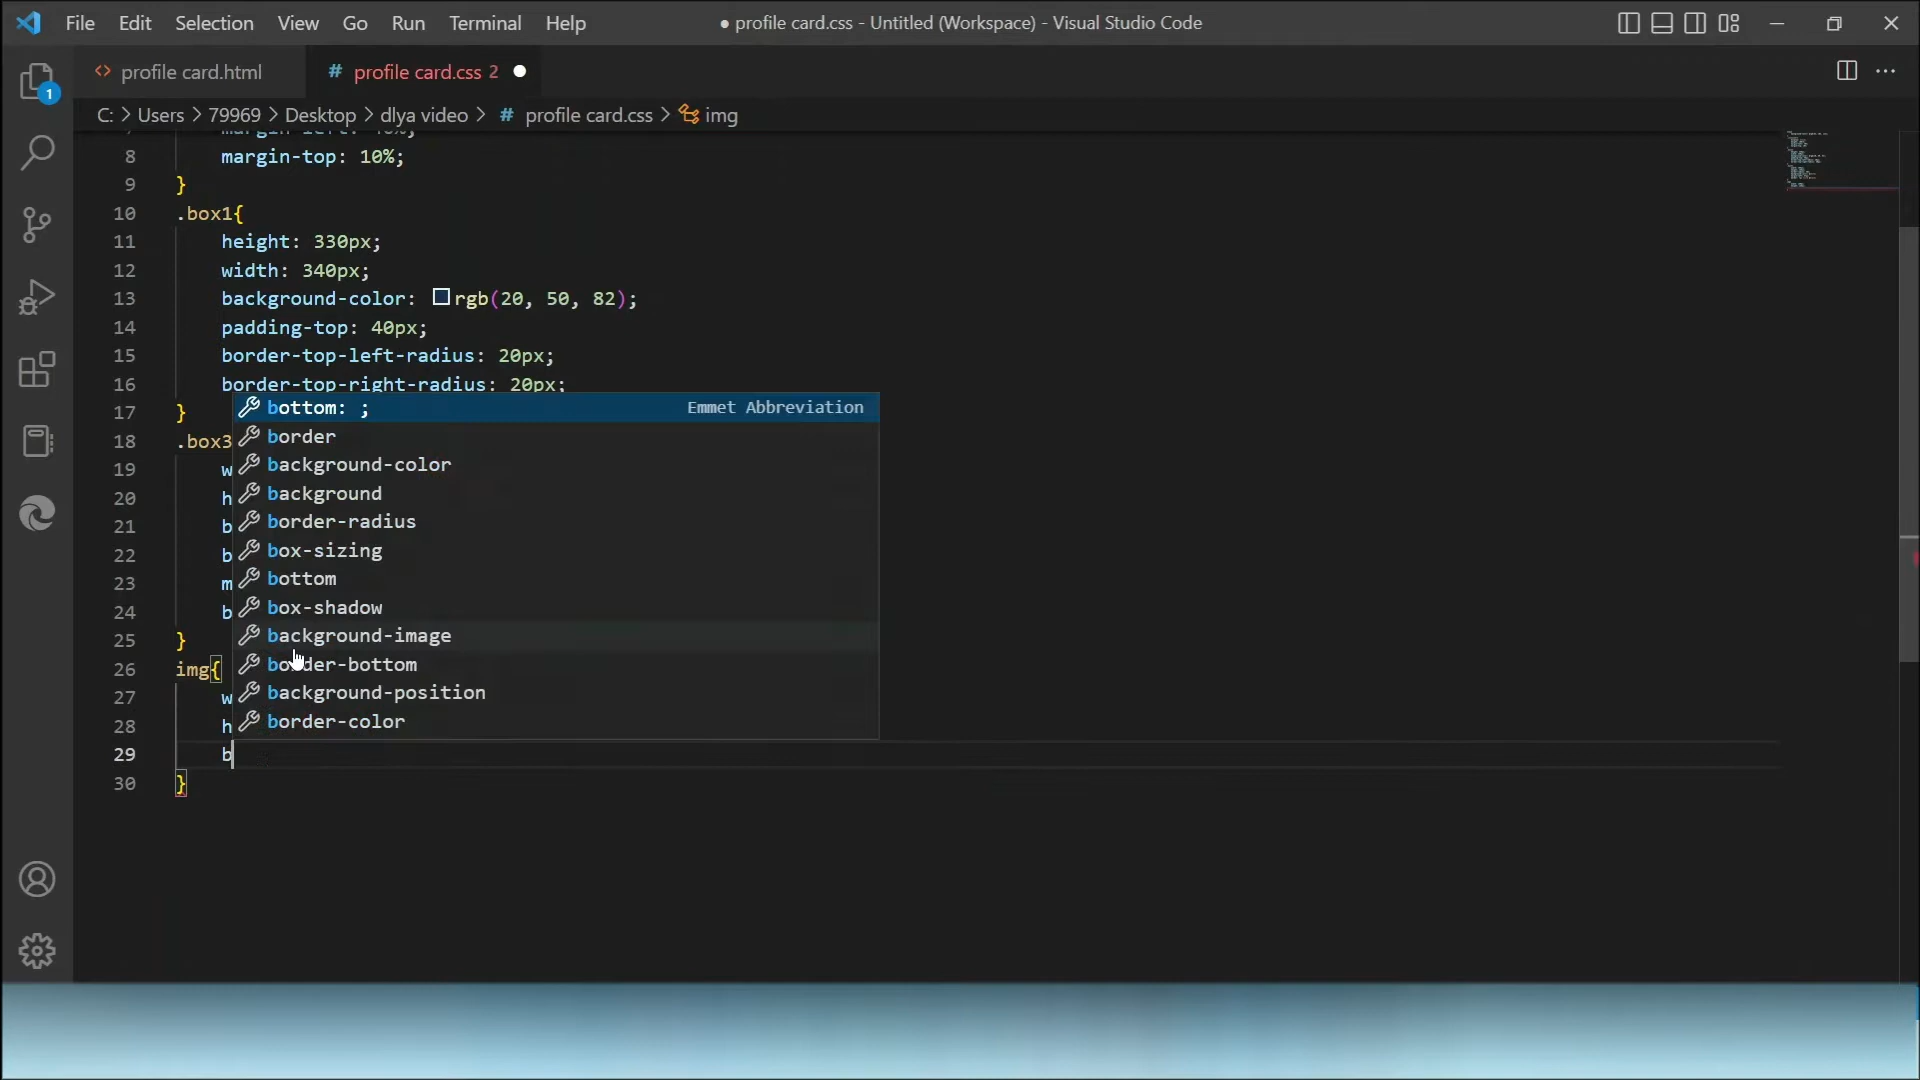 File Edit Selection View Go Run Terminal Help ● profile card.css - Untitled (Workspace) - Visual Studio Code
<> profile card.html # profile card.css 2 ●
C: > Users > 79969 > Desktop > dlya video > # profile card.css > img
1
8 margin-top: 10%;
9 }
10 .box1{
11 height: 330px;
12 width: 340px;
13 background-color: rgb(20, 50, 82);
14 padding-top: 40px;
15 border-top-left-radius: 20px;
16 border-top-right-radius: 20px;
17 } bottom: ; Emmet Abbreviation
18 .box3 border
19 w background-color
20 h background
21 b border-radius
22 b box-sizing
23 m bottom
24 b box-shadow
25 } background-image
26 img{ border-bottom
27 w background-position
28 h border-color
29 b
30 }